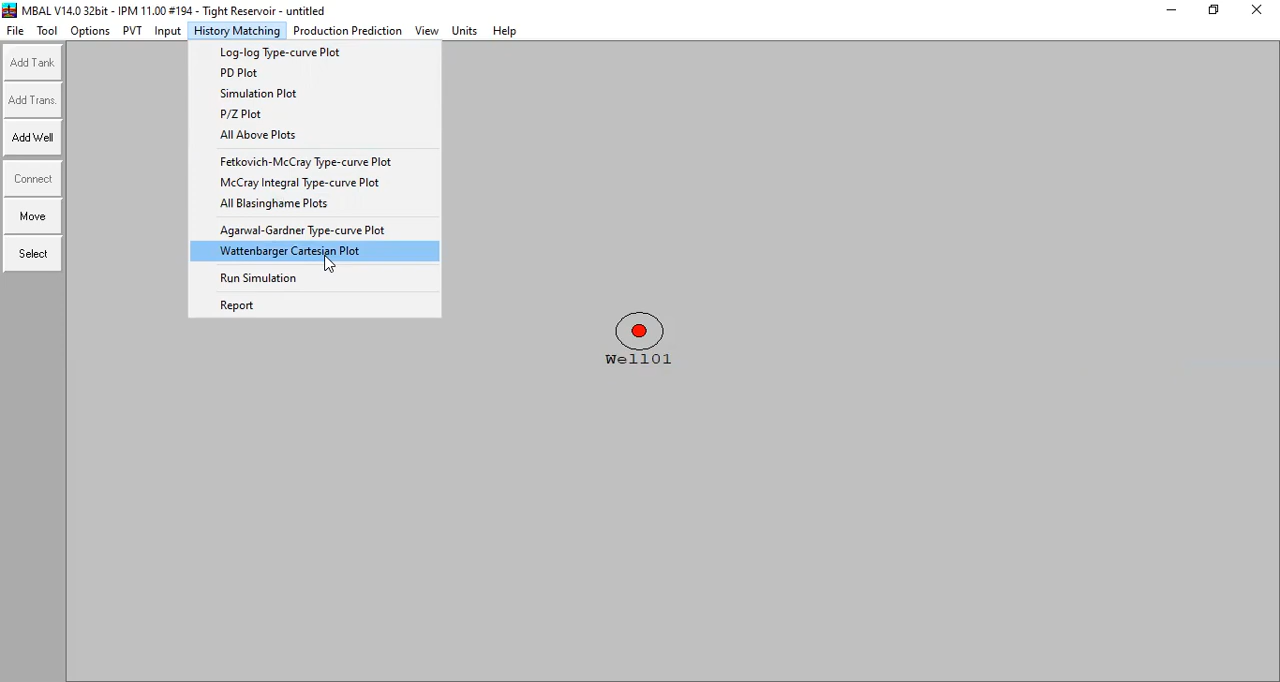 MBAL V14.0 32bit - IPM 11.00 #194 - Tight Reservoir - untitled
File Tool Options PVT Input History Matching Production Prediction View Units Help
Add Tank
Add Trans.
Add Well
Connect
Move
Select
Log-log Type-curve Plot
PD Plot
Simulation Plot
P/Z Plot
All Above Plots
Fetkovich-McCray Type-curve Plot
McCray Integral Type-curve Plot
All Blasinghame Plots
Agarwal-Gardner Type-curve Plot
Wattenbarger Cartesian Plot
Run Simulation
Report
Well01